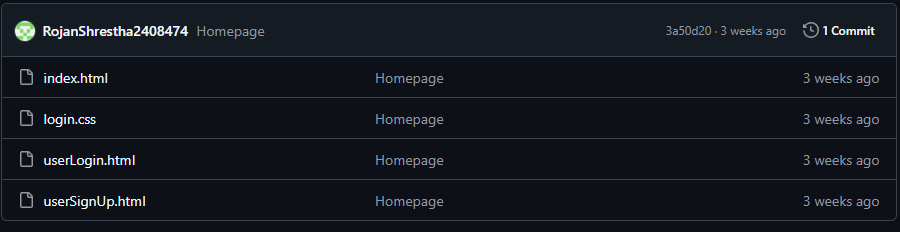 RojanShrestha2408474 Homepage 3a50d20 · 3 weeks ago 1 Commit
index.html Homepage 3 weeks ago
login.css Homepage 3 weeks ago
userLogin.html Homepage 3 weeks ago
userSignUp.html Homepage 3 weeks ago